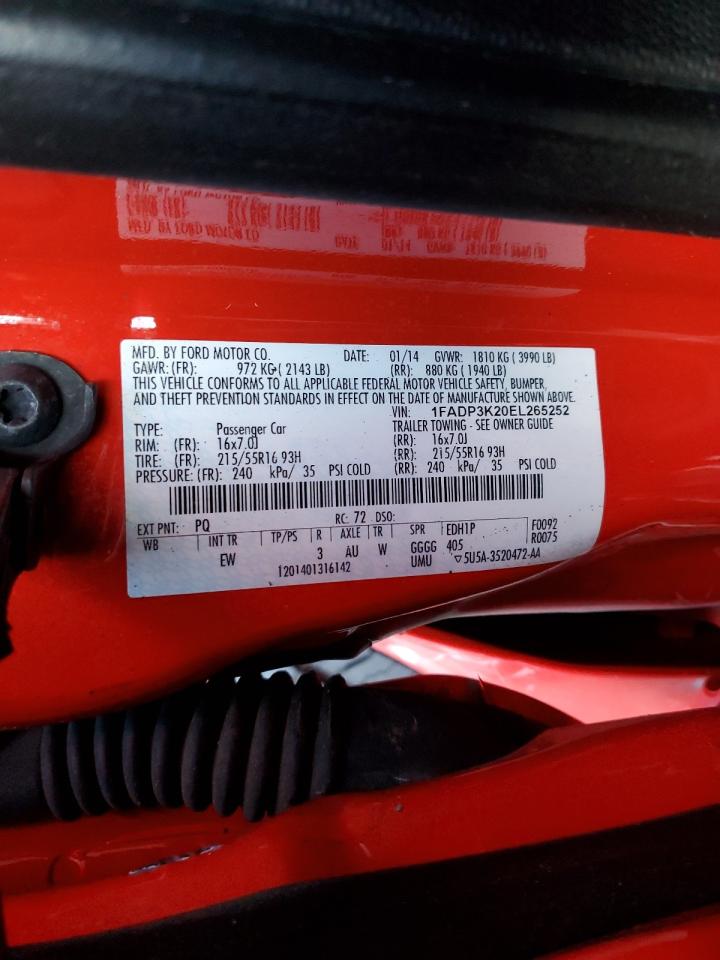 MFD. BY FORD MOTOR CO.
DATE: 01/14 GVWR: 1810 KG ( 3990 LB)
GAWR:(FR): 972 KG ( 2143 LB) (RR): 880 KG ( 1940 LB)
THIS VEHICLE CONFORMS TO ALL APPLICABLE FEDERAL MOTOR VEHICLE SAFETY, BUMPER,
AND THEFT PREVENTION STANDARDS IN EFFECT ON THE DATE OF MANUFACTURE SHOWN ABOVE.
VIN: 1FADP3K20EL265252
TYPE: Passenger Car TRAILER TOWING - SEE OWNER GUIDE
RIM: (FR): 16x7.0J (RR): 16x7.0J
TIRE: (FR): 215/55R16 93H (RR): 215/55R16 93H
PRESSURE: (FR): 240 kPa/ 35 PSI COLD (RR): 240 kPa/ 35 PSI COLD
EXT PNT: PQ RC: 72 DSO:
WB INT TR TP/PS R AXLE TR SPR EDH1P F0092
EW 3 AU W GGGG 405 R0075
1201401316142 UMU ▽5U5A-3520472-AA